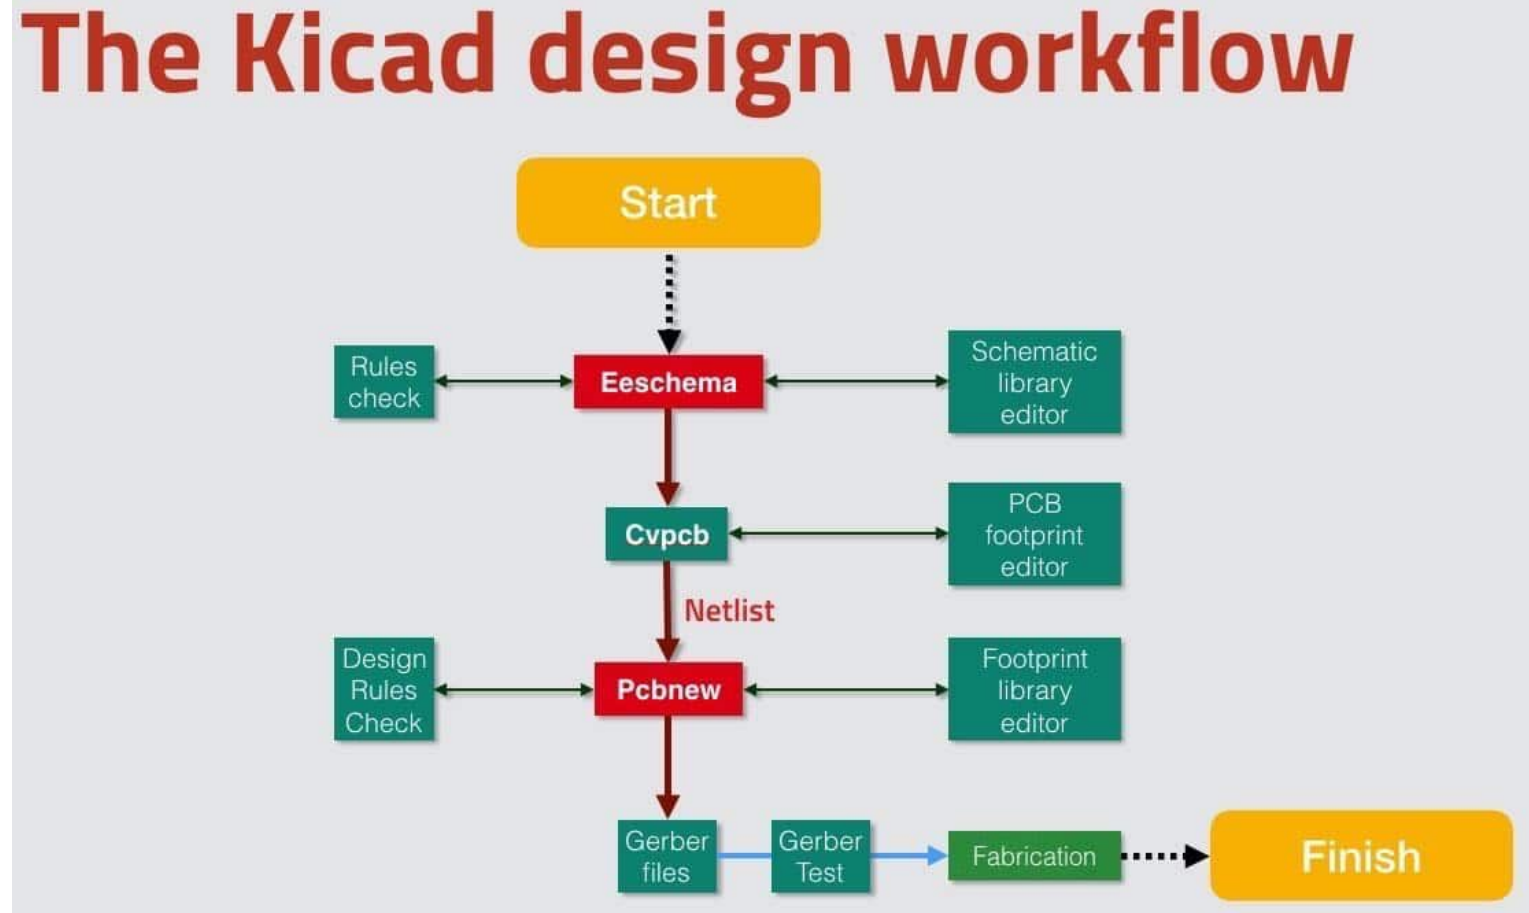 The Kicad design workflow
Start
Rules
check
Eeschema
Schematic
library
editor
Cvpcb
PCB
footprint
editor
Netlist
Design
Rules
Check
Pcbnew
Footprint
library
editor
Gerber
files
Gerber
Test
Fabrication
Finish